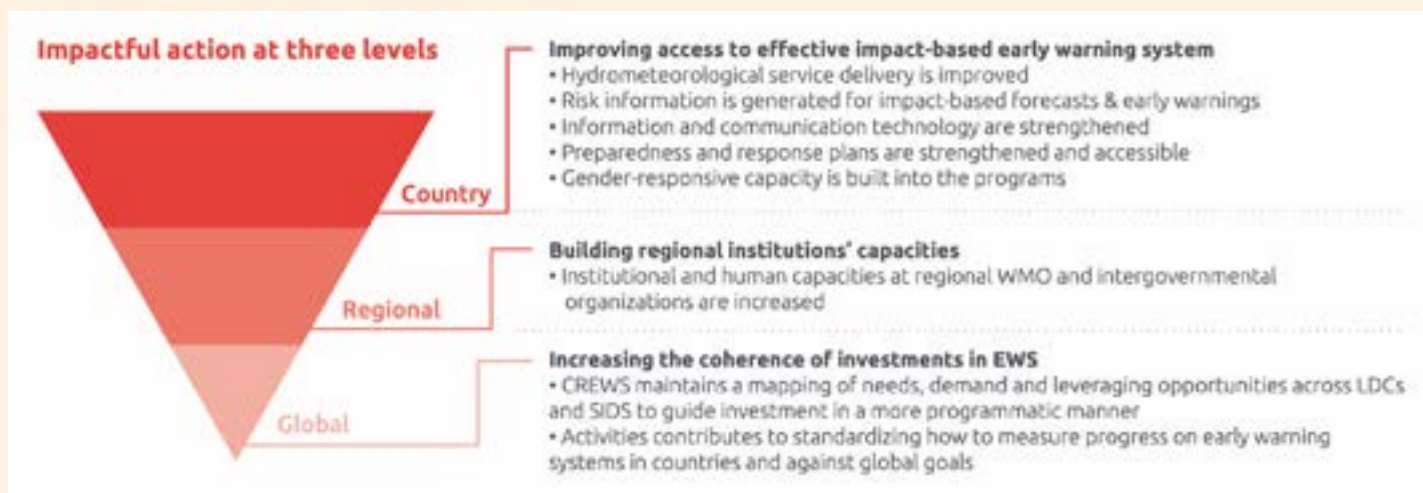 Impactful action at three levels
Country
Improving access to effective impact-based early warning system
• Hydrometeorological service delivery is improved
• Risk information is generated for impact-based forecasts & early warnings
• Information and communication technology are strengthened
• Preparedness and response plans are strengthened and accessible
• Gender-responsive capacity is built into the programs
Regional
Building regional institutions' capacities
• Institutional and human capacities at regional WMO and intergovernmental
organizations are increased
Global
Increasing the coherence of investments in EWS
• CREWS maintains a mapping of needs, demand and leveraging opportunities across LDCs
and SIDS to guide investment in a more programmatic manner
• Activities contributes to standardizing how to measure progress on early warning
systems in countries and against global goals